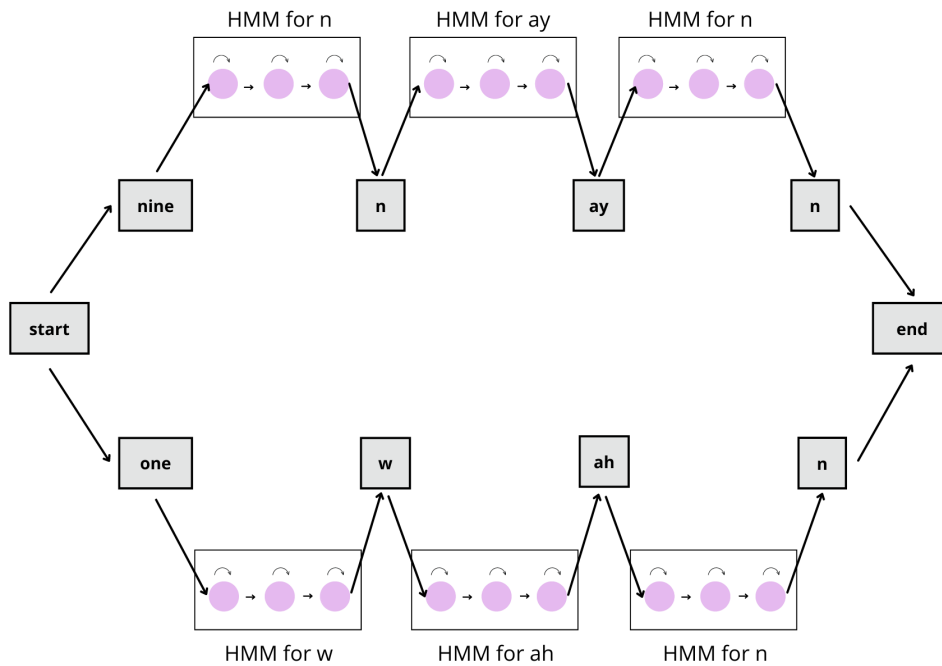 HMM for n
HMM for ay
HMM for n
nine
n
ay
n
start
end
one
w
ah
n
HMM for w
HMM for ah
HMM for n